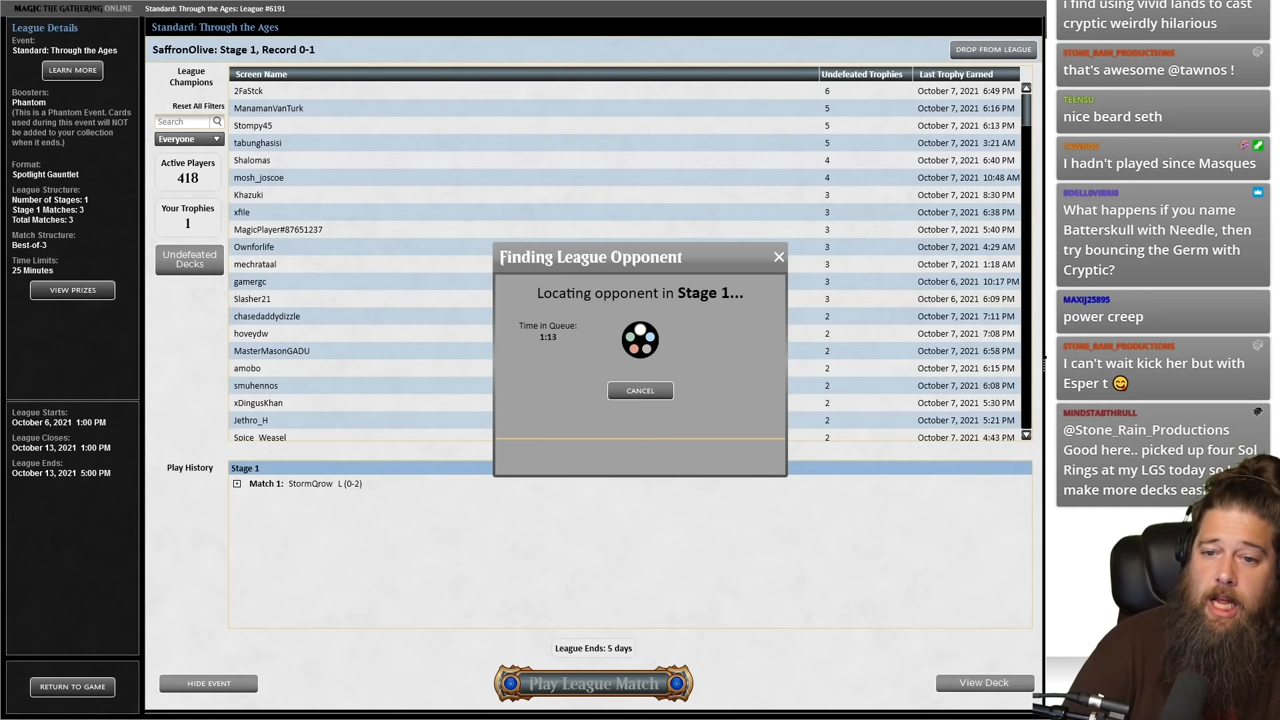 MAGIC THE GATHERING ONLINE
Standard: Through the Ages: League #6191
League Details
Event:
Standard: Through the Ages
LEARN MORE
Boosters:
Phantom
(This is a Phantom Event. Cards
used during this event will NOT
be added to your collection
when it ends.)
Format:
Spotlight Gauntlet
League Structure:
Number of Stages: 1
Stage 1 Matches: 3
Total Matches: 3
Match Structure:
Best-of-3
Time Limits:
25 Minutes
VIEW PRIZES
League Starts:
October 6, 2021 1:00 PM
League Closes:
October 13, 2021 1:00 PM
League Ends:
October 13, 2021 5:00 PM
RETURN TO GAME
Standard: Through the Ages
SaffronOlive: Stage 1, Record 0-1
DROP FROM LEAGUE
League
Champions
Reset All Filters
Search
Everyone
Active Players
418
Your Trophies
1
Undefeated
Decks
Screen Name Undefeated Trophies Last Trophy Earned
2FaStck 6 October 7, 2021 6:49 PM
ManamanVanTurk 5 October 7, 2021 6:16 PM
Stompy45 5 October 7, 2021 6:13 PM
tabunghasisi 5 October 7, 2021 3:21 AM
Shalomas 4 October 7, 2021 6:40 PM
mosh_joscoe 4 October 7, 2021 10:48 AM
Khazuki 3 October 7, 2021 8:30 PM
xfile 3 October 7, 2021 6:38 PM
MagicPlayer#87651237 3 October 7, 2021 5:40 PM
Ownforlife 3 October 7, 2021 4:29 AM
mechrataal 3 October 7, 2021 1:18 AM
gamergc 3 October 6, 2021 10:17 PM
Slasher21 3 October 6, 2021 6:09 PM
chasedaddydizzle 2 October 7, 2021 7:11 PM
hoveydw 2 October 7, 2021 7:08 PM
MasterMasonGADU 2 October 7, 2021 6:58 PM
amobo 2 October 7, 2021 6:15 PM
smuhennos 2 October 7, 2021 6:08 PM
xDingusKhan 2 October 7, 2021 5:30 PM
Jethro_H 2 October 7, 2021 5:21 PM
Spice_Weasel 2 October 7, 2021 4:43 PM
Finding League Opponent
Locating opponent in Stage 1...
Time in Queue:
1:13
CANCEL
Play History
Stage 1
Match 1: StormQrow L (0-2)
League Ends: 5 days
HIDE EVENT
Play League Match
View Deck
i find using vivid lands to cast
cryptic weirdly hilarious
STONE_RAIN_PRODUCTIONS
that's awesome @tawnos !
TEENSU
nice beard seth
TAWNOS
I hadn't played since Masques
BDELL0VIBRI0
What happens if you name
Batterskull with Needle, then
try bouncing the Germ with
Cryptic?
MAXIJ25895
power creep
STONE_RAIN_PRODUCTIONS
I can't wait kick her but with
Esper t 😋
MINDSTABTHRULL
@Stone_Rain_Productions
Good here.. picked up four Sol
Rings at my LGS today so
make more decks